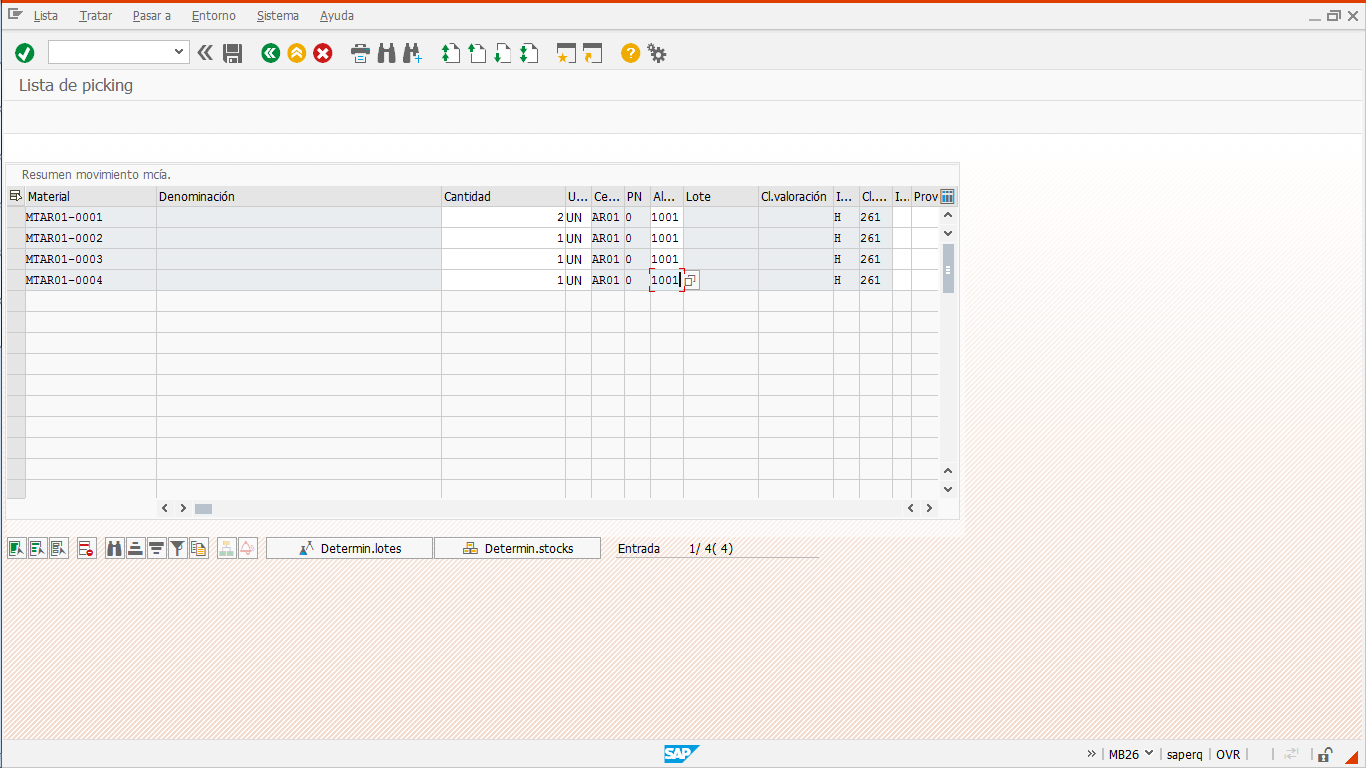 Lista Tratar Pasar a Entorno Sistema Ayuda
Lista de picking
Resumen movimiento mcía.
Material Denominación Cantidad U... Ce... PN Al... Lote Cl.valoración I... Cl.... I... Prov
MTAR01-0001 2 UN AR01 0 1001 H 261
MTAR01-0002 1 UN AR01 0 1001 H 261
MTAR01-0003 1 UN AR01 0 1001 H 261
MTAR01-0004 1 UN AR01 0 1001 H 261
Determin.lotes Determin.stocks Entrada 1/ 4( 4)
SAP MB26 saperq OVR